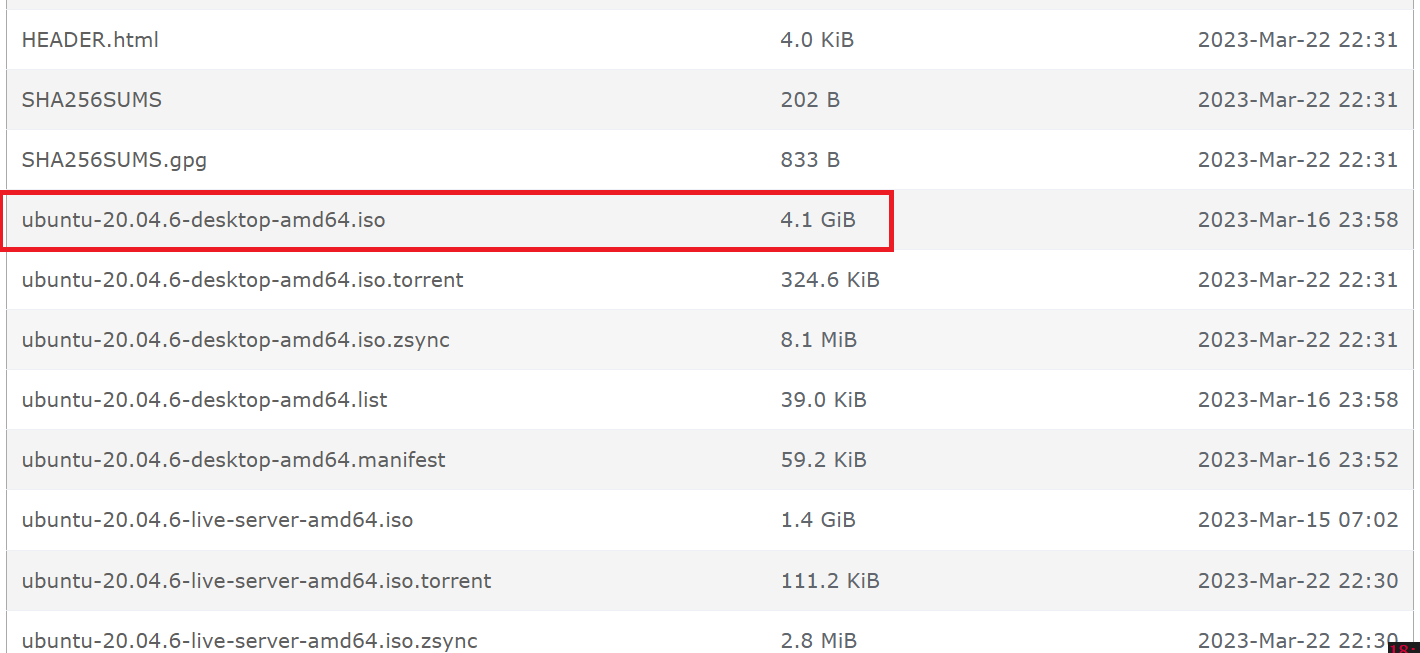 HEADER.html 4.0 KiB 2023-Mar-22 22:31
SHA256SUMS 202 B 2023-Mar-22 22:31
SHA256SUMS.gpg 833 B 2023-Mar-22 22:31
ubuntu-20.04.6-desktop-amd64.iso 4.1 GiB 2023-Mar-16 23:58
ubuntu-20.04.6-desktop-amd64.iso.torrent 324.6 KiB 2023-Mar-22 22:31
ubuntu-20.04.6-desktop-amd64.iso.zsync 8.1 MiB 2023-Mar-22 22:31
ubuntu-20.04.6-desktop-amd64.list 39.0 KiB 2023-Mar-16 23:58
ubuntu-20.04.6-desktop-amd64.manifest 59.2 KiB 2023-Mar-16 23:52
ubuntu-20.04.6-live-server-amd64.iso 1.4 GiB 2023-Mar-15 07:02
ubuntu-20.04.6-live-server-amd64.iso.torrent 111.2 KiB 2023-Mar-22 22:30
ubuntu-20.04.6-live-server-amd64.iso.zsync 2.8 MiB 2023-Mar-22 22:30